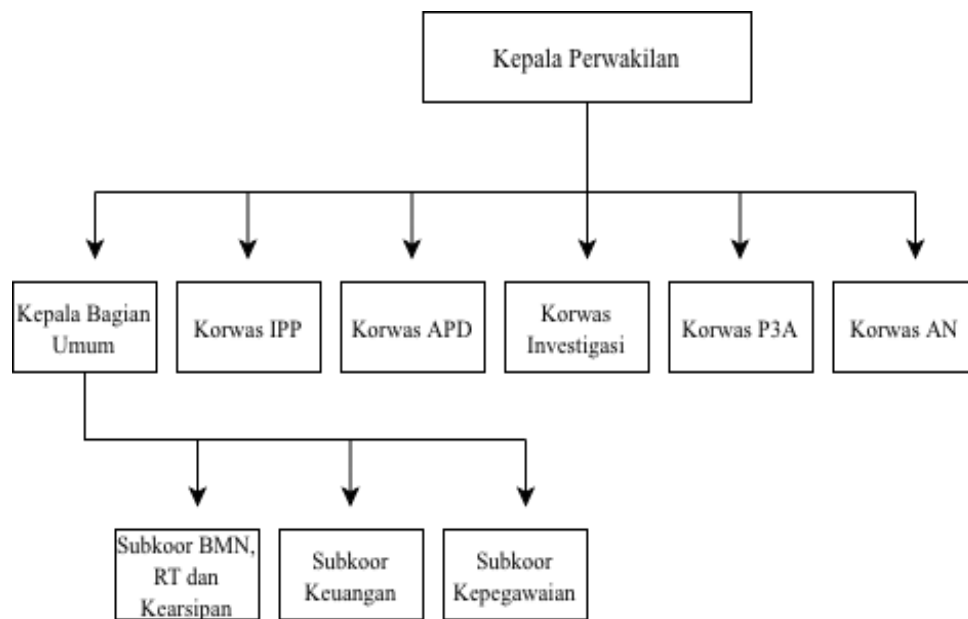 Kepala Perwakilan
Kepala Bagian
Umum
Korwas IPP
Korwas APD
Korwas
Investigasi
Korwas P3A
Korwas AN
Subkoor BMN,
RT dan
Kearsipan
Subkoor
Keuangan
Subkoor
Kepegawaian